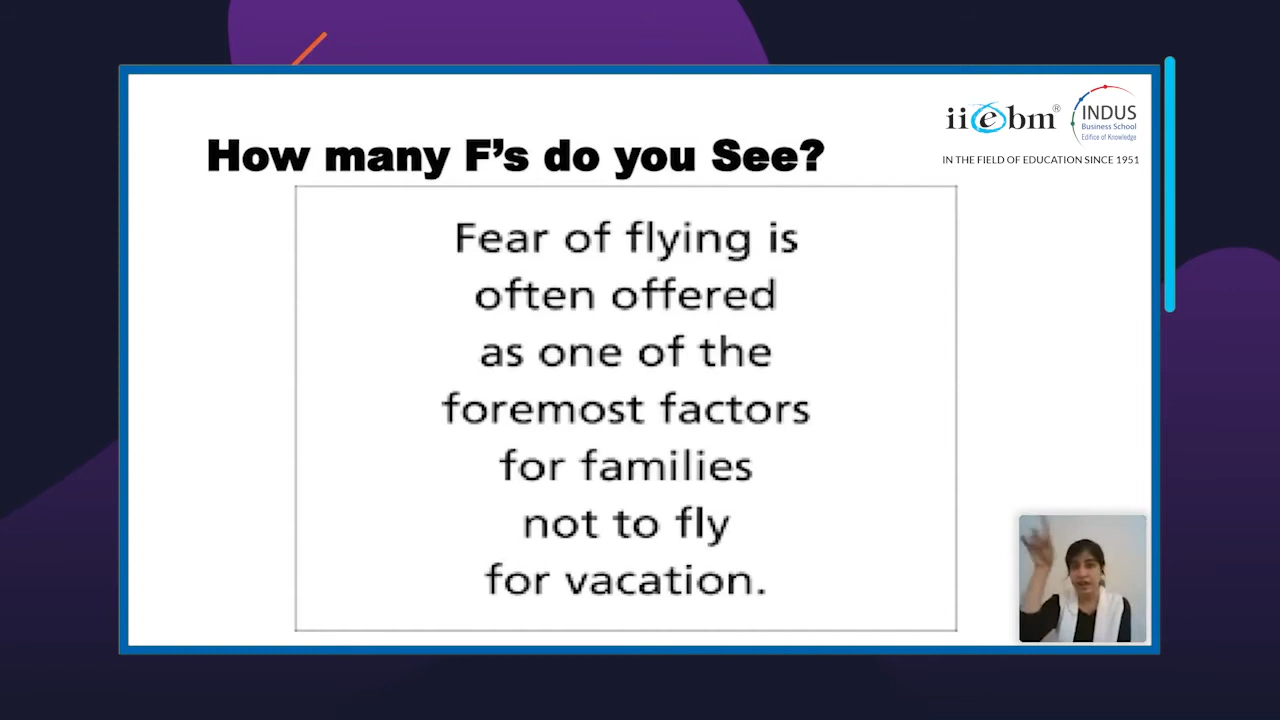 iiebm®
INDUS
Business School
Edifice of Knowledge
IN THE FIELD OF EDUCATION SINCE 1951
How many F's do you See?
Fear of flying is
often offered
as one of the
foremost factors
for families
not to fly
for vacation.